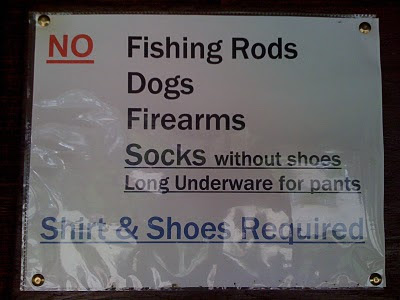 NO Fishing Rods
Dogs
Firearms
Socks without shoes
Long Underware for pants
Shirt & Shoes Required